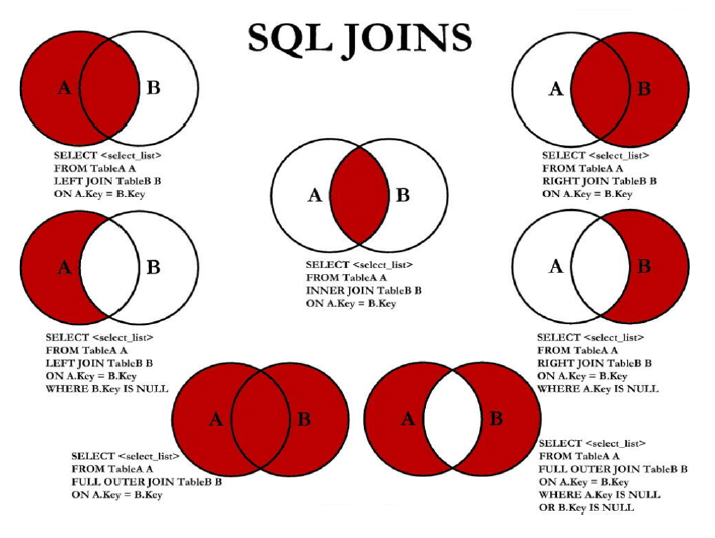 SQL JOINS
A B
SELECT <select_list>
FROM TableA A
LEFT JOIN TableB B
ON A.Key = B.Key
A B
SELECT <select_list>
FROM TableA A
RIGHT JOIN TableB B
ON A.Key = B.Key
A B
SELECT <select_list>
FROM TableA A
INNER JOIN TableB B
ON A.Key = B.Key
A B
SELECT <select_list>
FROM TableA A
LEFT JOIN TableB B
ON A.Key = B.Key
WHERE B.Key IS NULL
A B
SELECT <select_list>
FROM TableA A
RIGHT JOIN TableB B
ON A.Key = B.Key
WHERE A.Key IS NULL
A B
SELECT <select_list>
FROM TableA A
FULL OUTER JOIN TableB B
ON A.Key = B.Key
A B
SELECT <select_list>
FROM TableA A
FULL OUTER JOIN TableB B
ON A.Key = B.Key
WHERE A.Key IS NULL
OR B.Key IS NULL